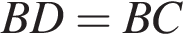 BD = BC